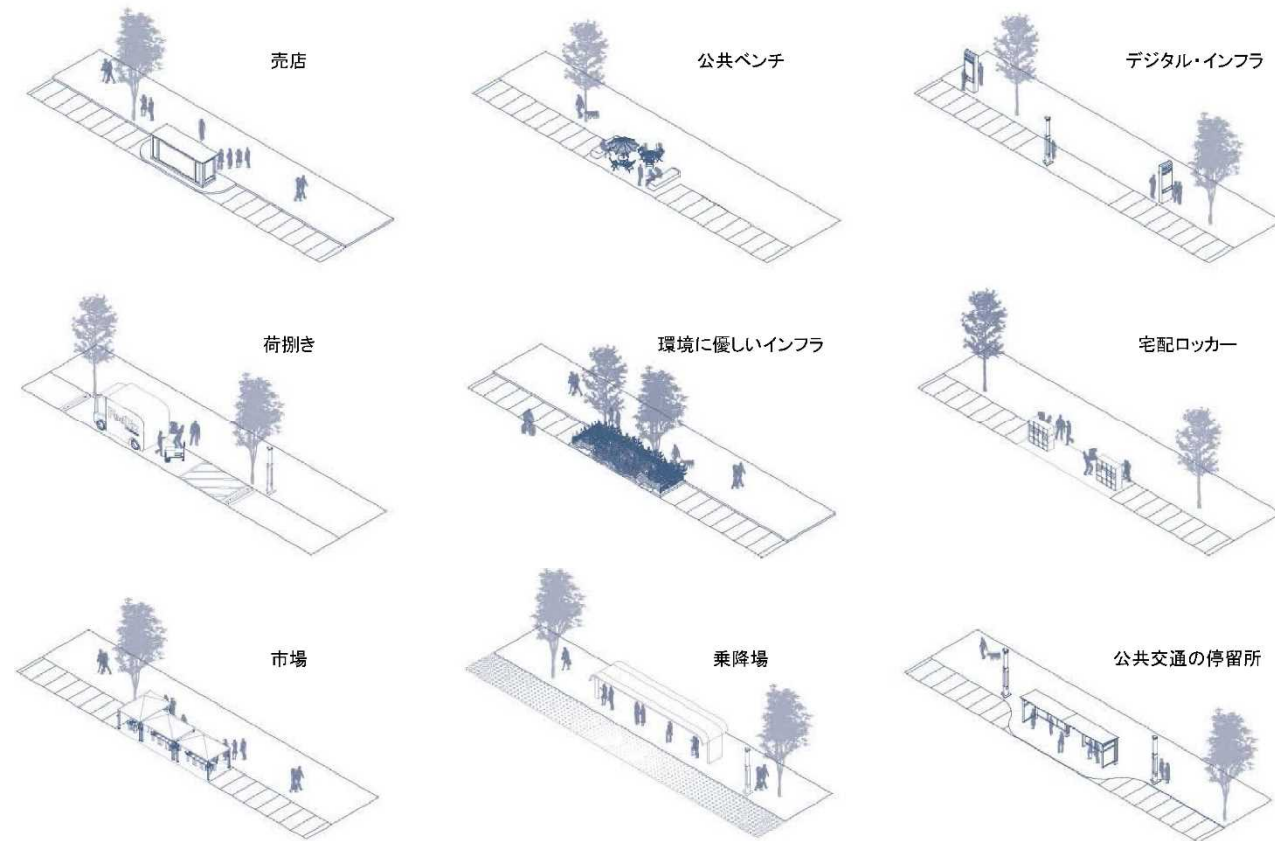 売店
公共ベンチ
デジタル・インフラ
荷捌き
環境に優しいインフラ
宅配ロッカー
市場
乗降場
公共交通の停留所